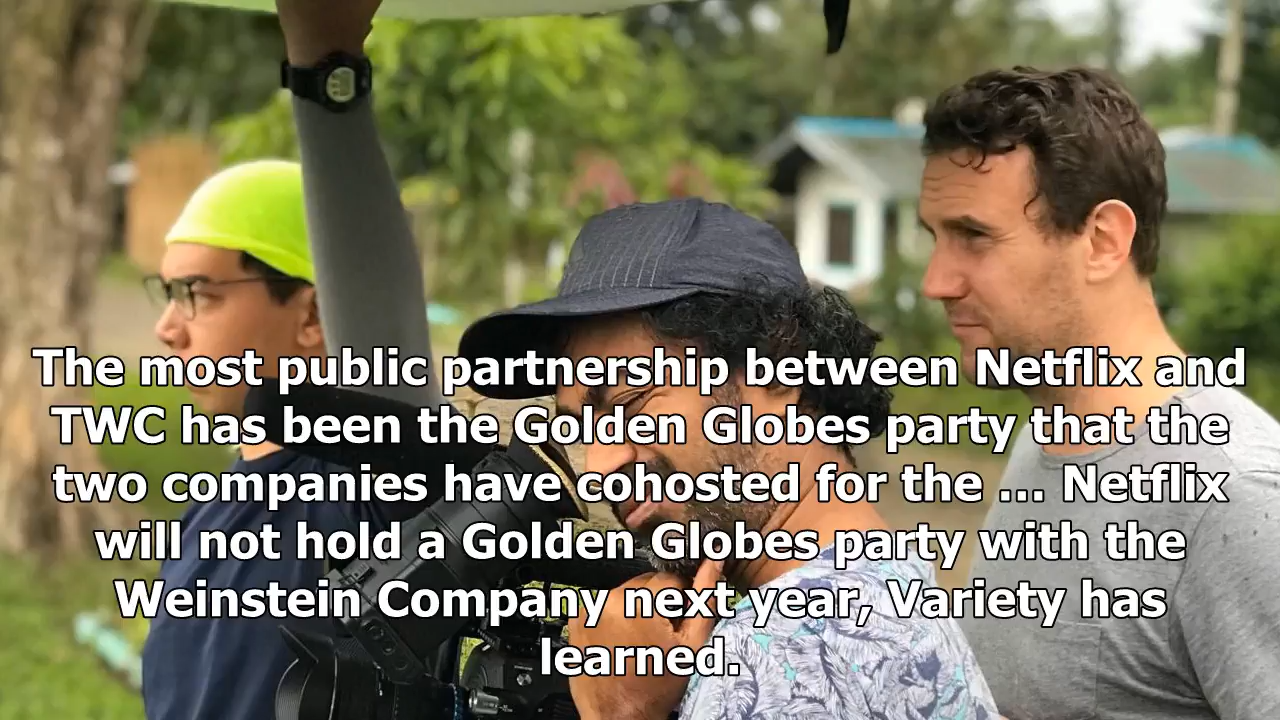 The most public partnership between Netflix and
TWC has been the Golden Globes party that the
two companies have cohosted for the ... Netflix
will not hold a Golden Globes party with the
Weinstein Company next year, Variety has
learned.